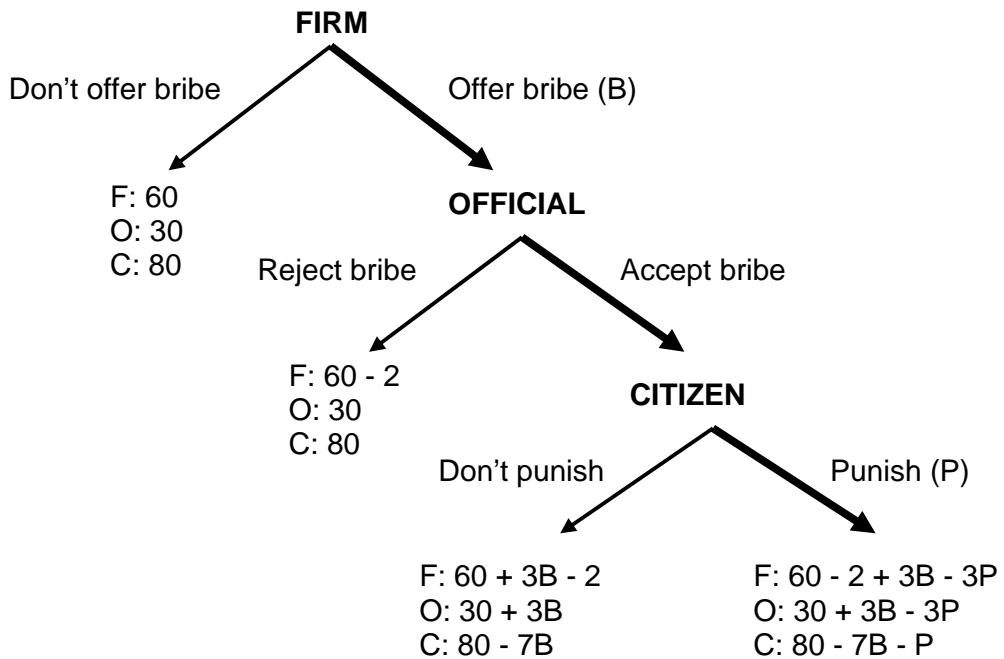 FIRM
Don't offer bribe
Offer bribe (B)
F: 60
O: 30
C: 80
OFFICIAL
Reject bribe
Accept bribe
F: 60 - 2
O: 30
C: 80
CITIZEN
Don't punish
Punish (P)
F: 60 + 3B - 2
O: 30 + 3B
C: 80 - 7B
F: 60 - 2 + 3B - 3P
O: 30 + 3B - 3P
C: 80 - 7B - P